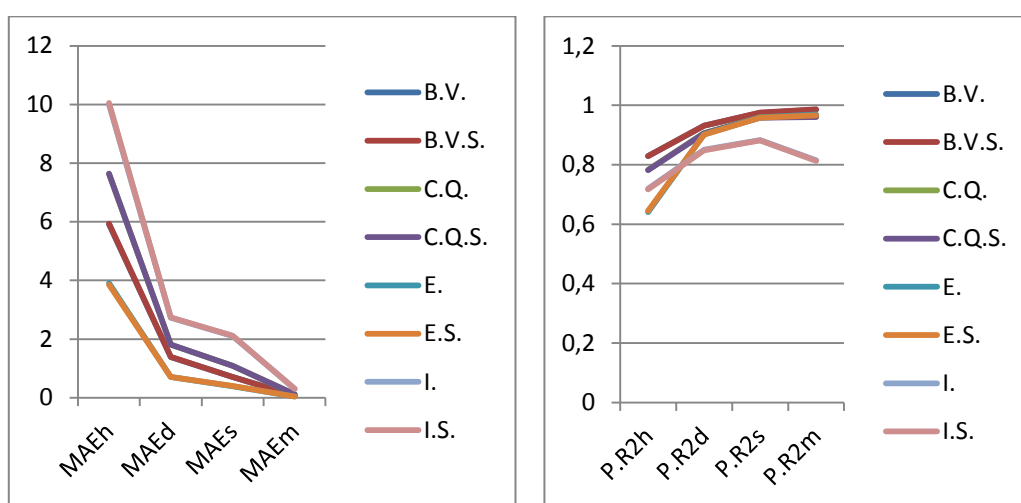 12
10
8
6
4
2
0
MAEh
MAEd
MAEs
MAEm
B.V.
B.V.S.
C.Q.
C.Q.S.
E.
E.S.
I.
I.S.
1,2
1
0,8
0,6
0,4
0,2
0
P.R2h
P.R2d
P.R2s
P.R2m
B.V.
B.V.S.
C.Q.
C.Q.S.
E.
E.S.
I.
I.S.